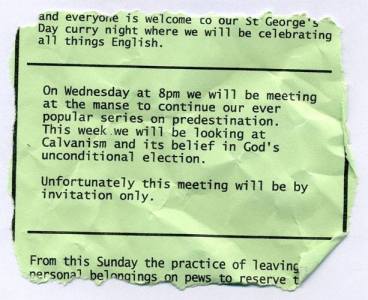 and everyone is welcome to our St George's
Day curry night where we will be celebrating
all things English.
On Wednesday at 8pm we will be meeting
at the manse to continue our ever
popular series on predestination.
This week we will be looking at
Calvanism and its belief in God's
unconditional election.
Unfortunately this meeting will be by
invitation only.
From this Sunday the practice of leaving
personal belongings on pews to reserve t